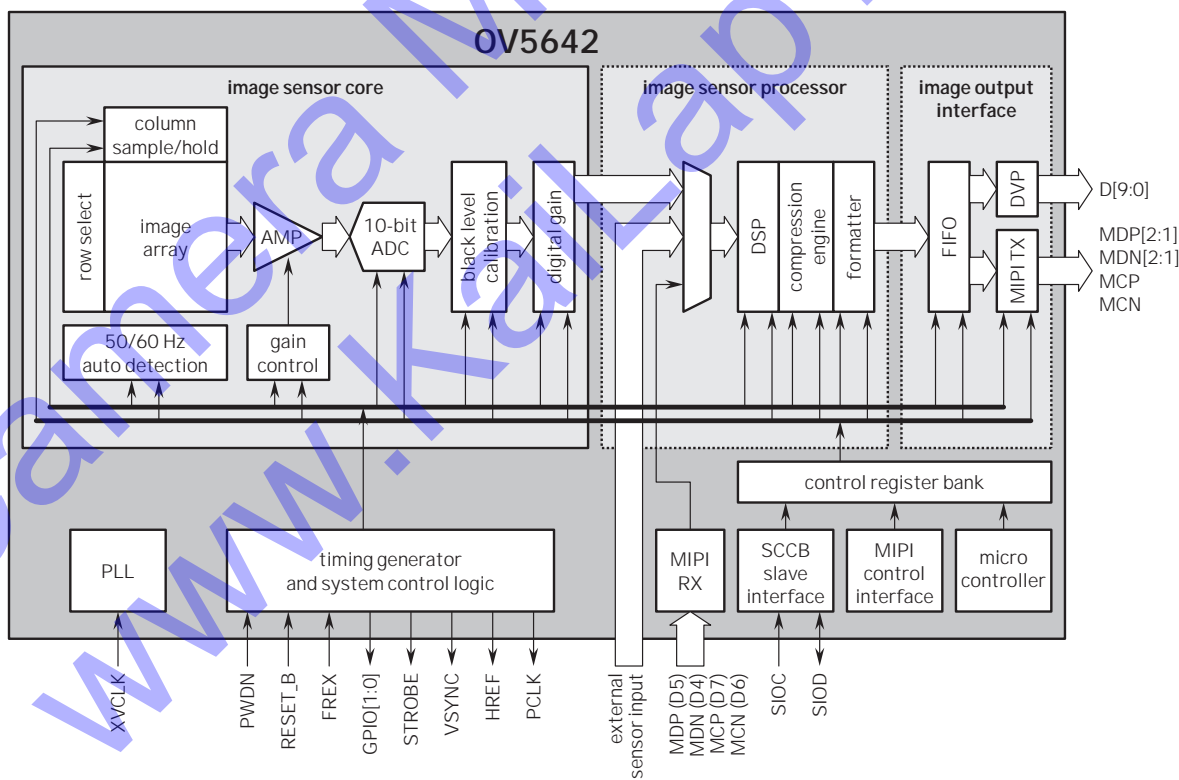 OV5642
image sensor core
image sensor processor
image output
interface
column
sample/hold
row select
image
array
AMP
10-bit
ADC
black level
calibration
digital gain
DSP
compression
engine
formatter
FIFO
DVP
MIPI TX
D[9:0]
MDP[2:1]
MDN[2:1]
MCP
MCN
50/60 Hz
auto detection
gain
control
control register bank
PLL
timing generator
and system control logic
MIPI
RX
SCCB
slave
interface
MIPI
control
interface
micro
controller
XVCLK
PWDN
RESET_B
FREX
GPIO[1:0]
STROBE
VSYNC
HREF
PCLK
external
sensor input
MDP (D5)
MDN (D4)
MCP (D7)
MCN (D6)
SIOC
SIOD